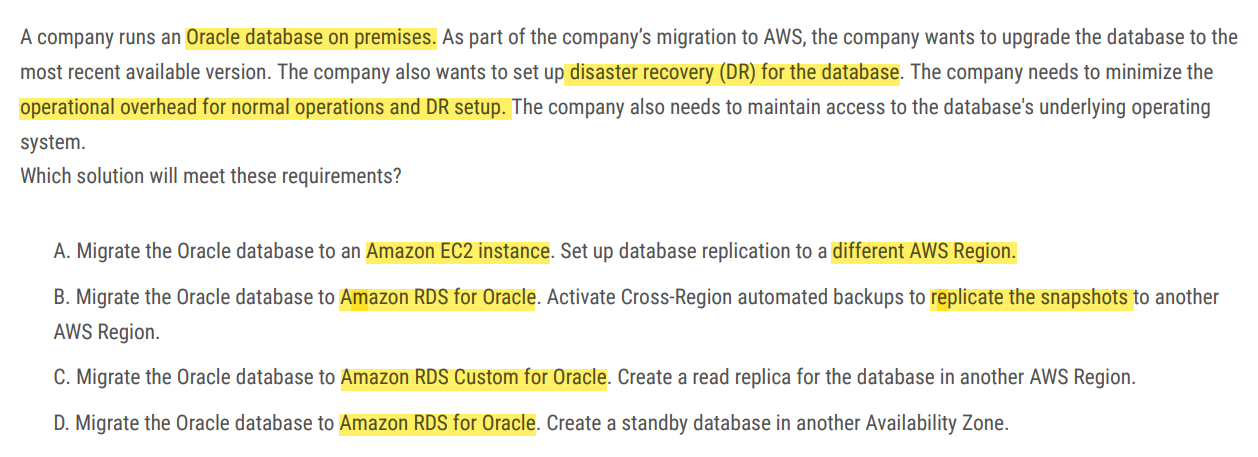 A company runs an Oracle database on premises. As part of the company’s migration to AWS, the company wants to upgrade the database to the
most recent available version. The company also wants to set up disaster recovery (DR) for the database. The company needs to minimize the
operational overhead for normal operations and DR setup. The company also needs to maintain access to the database's underlying operating
system.
Which solution will meet these requirements?
A. Migrate the Oracle database to an Amazon EC2 instance. Set up database replication to a different AWS Region.
B. Migrate the Oracle database to Amazon RDS for Oracle. Activate Cross-Region automated backups to replicate the snapshots to another
AWS Region.
C. Migrate the Oracle database to Amazon RDS Custom for Oracle. Create a read replica for the database in another AWS Region.
D. Migrate the Oracle database to Amazon RDS for Oracle. Create a standby database in another Availability Zone.